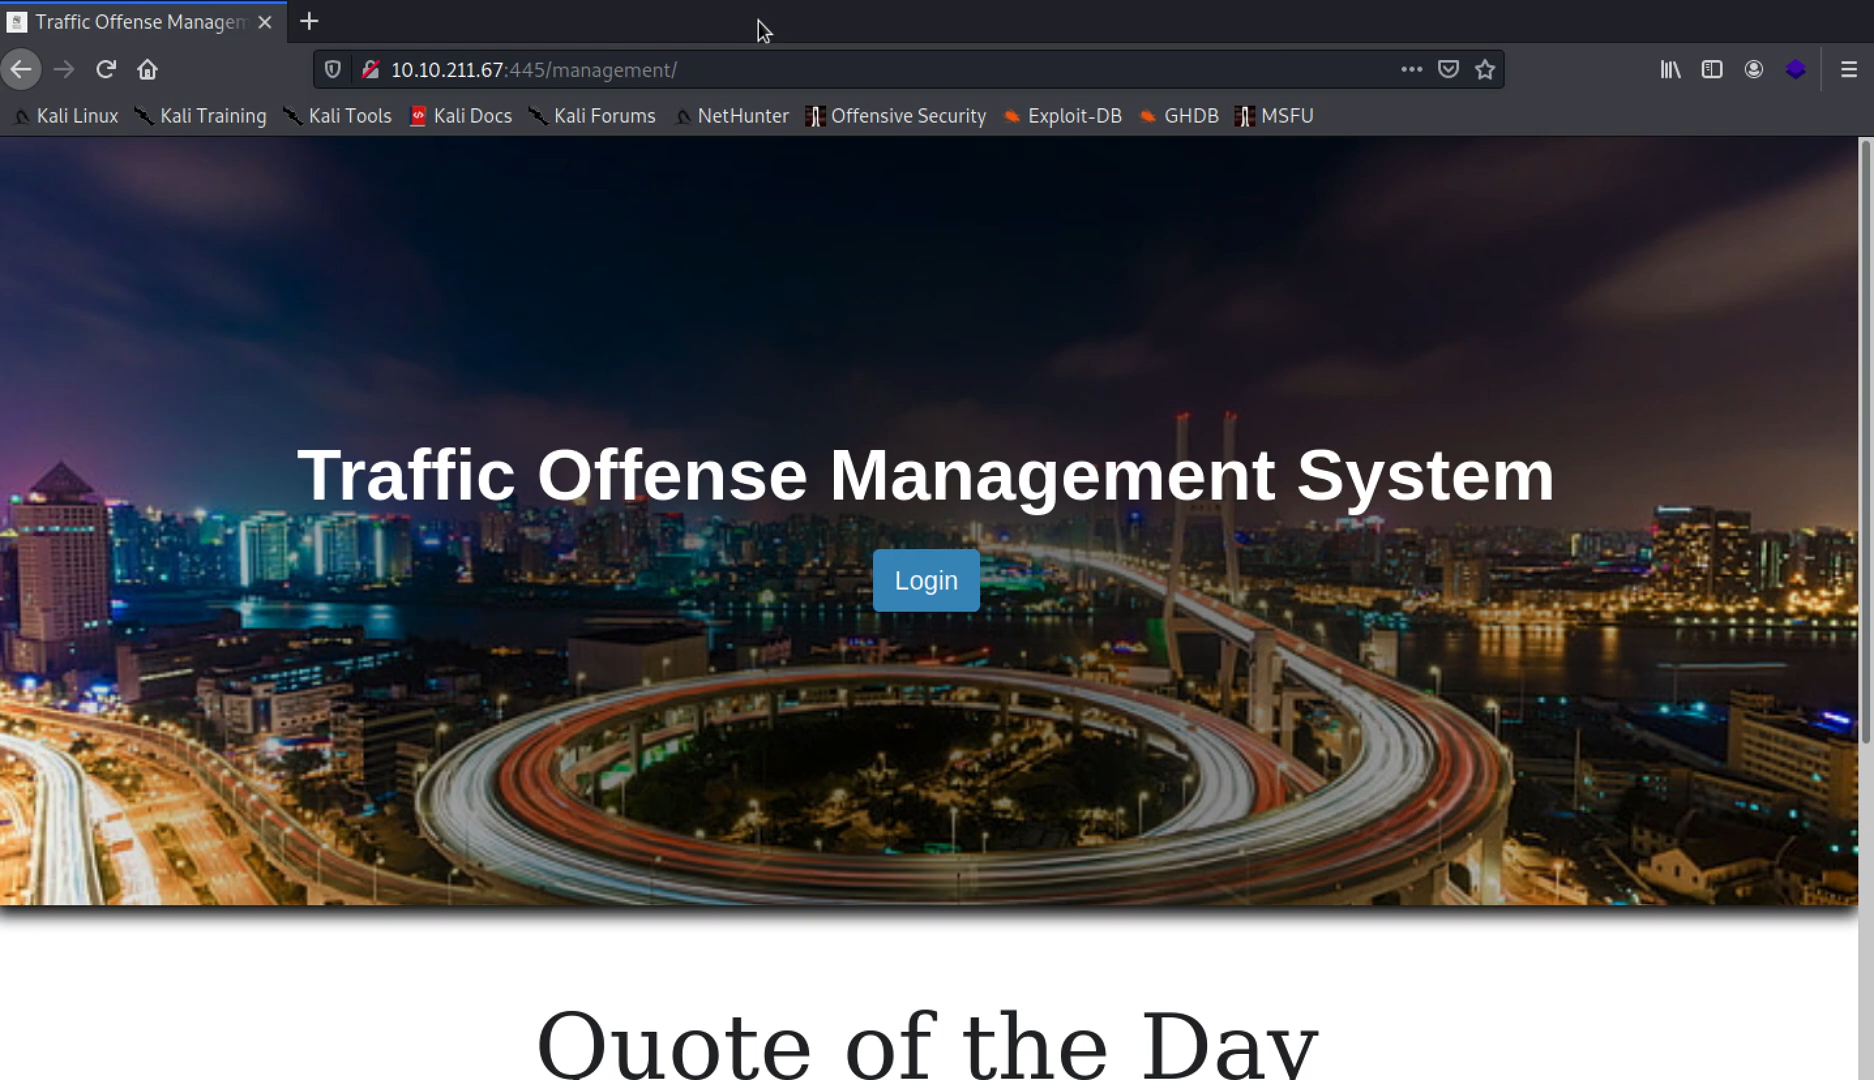 Traffic Offense Managem
10.10.211.67:445/management/
Kali Linux Kali Training Kali Tools Kali Docs Kali Forums NetHunter Offensive Security Exploit-DB GHDB MSFU
Traffic Offense Management System
Login
Quote of the Day